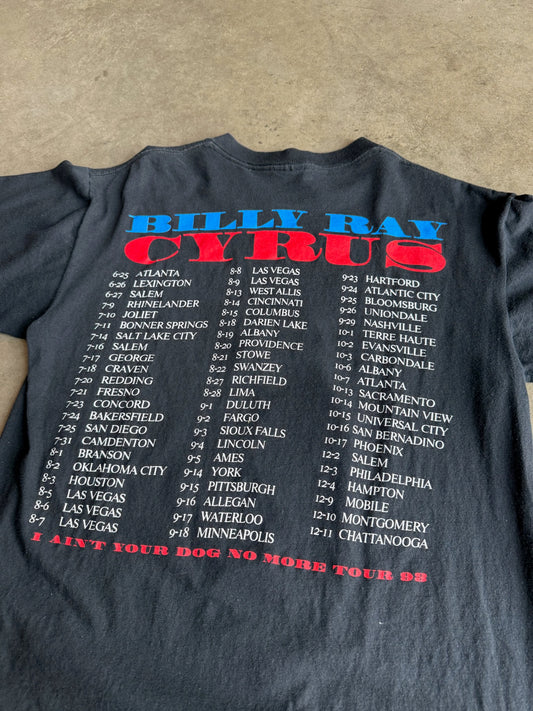 BILLY RAY
CYRUS
6-25 ATLANTA
6-26 LEXINGTON
6-27 SALEM
7-9 RHINELANDER
7-10 JOLIET
7-11 BONNER SPRINGS
7-14 SALT LAKE CITY
7-16 SALEM
7-17 GEORGE
7-18 CRAVEN
7-20 REDDING
7-21 FRESNO
7-23 CONCORD
7-24 BAKERSFIELD
7-25 SAN DIEGO
7-31 CAMDENTON
8-1 BRANSON
8-2 OKLAHOMA CITY
8-3 HOUSTON
8-5 LAS VEGAS
8-6 LAS VEGAS
8-7 LAS VEGAS
8-8 LAS VEGAS
8-9 LAS VEGAS
8-13 WEST ALLIS
8-14 CINCINNATI
8-15 COLUMBUS
8-18 DARIEN LAKE
8-19 ALBANY
8-20 PROVIDENCE
8-21 STOWE
8-22 SWANZEY
8-27 RICHFIELD
8-28 LIMA
9-1 DULUTH
9-2 FARGO
9-3 SIOUX FALLS
9-4 LINCOLN
9-5 AMES
9-14 YORK
9-15 PITTSBURGH
9-16 ALLEGAN
9-17 WATERLOO
9-18 MINNEAPOLIS
9-23 HARTFORD
9-24 ATLANTIC CITY
9-25 BLOOMSBURG
9-26 UNIONDALE
9-29 NASHVILLE
10-1 TERRE HAUTE
10-2 EVANSVILLE
10-3 CARBONDALE
10-6 ALBANY
10-7 ATLANTA
10-13 SACRAMENTO
10-14 MOUNTAIN VIEW
10-15 UNIVERSAL CITY
10-16 SAN BERNADINO
10-17 PHOENIX
12-2 SALEM
12-3 PHILADELPHIA
12-4 HAMPTON
12-9 MOBILE
12-10 MONTGOMERY
12-11 CHATTANOOGA
I AIN'T YOUR DOG NO MORE TOUR 93